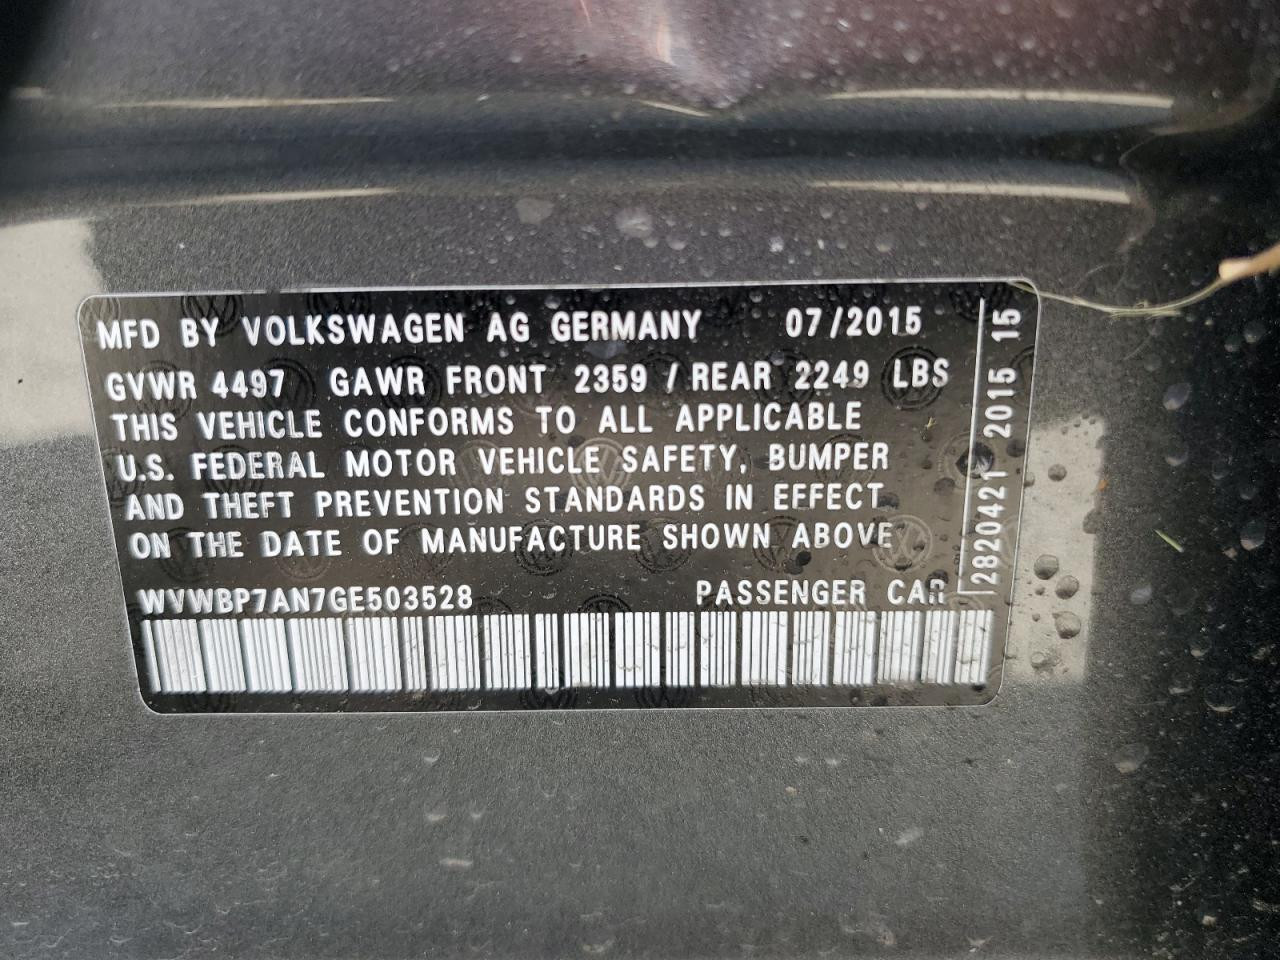 MFD BY VOLKSWAGEN AG GERMANY 07/2015
GVWR 4497 GAWR FRONT 2359 / REAR 2249 LBS
THIS VEHICLE CONFORMS TO ALL APPLICABLE
U.S. FEDERAL MOTOR VEHICLE SAFETY, BUMPER
AND THEFT PREVENTION STANDARDS IN EFFECT
ON THE DATE OF MANUFACTURE SHOWN ABOVE
WVWBP7AN7GE503528 PASSENGER CAR
2820421 2015 15